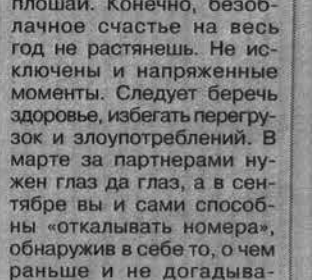 плошай. Конечно, безоб-
лачное счастье на весь
год не растянешь. Не ис-
ключены и напряженные
моменты. Следует беречь
здоровье, избегать перегру-
зок и злоупотреблений. В
марте за партнерами ну-
жен глаз да глаз, а в сен-
тябре вы и сами способ-
ны «откалывать номера»,
обнаружив в себе то, о чем
раньше и не догадыва-